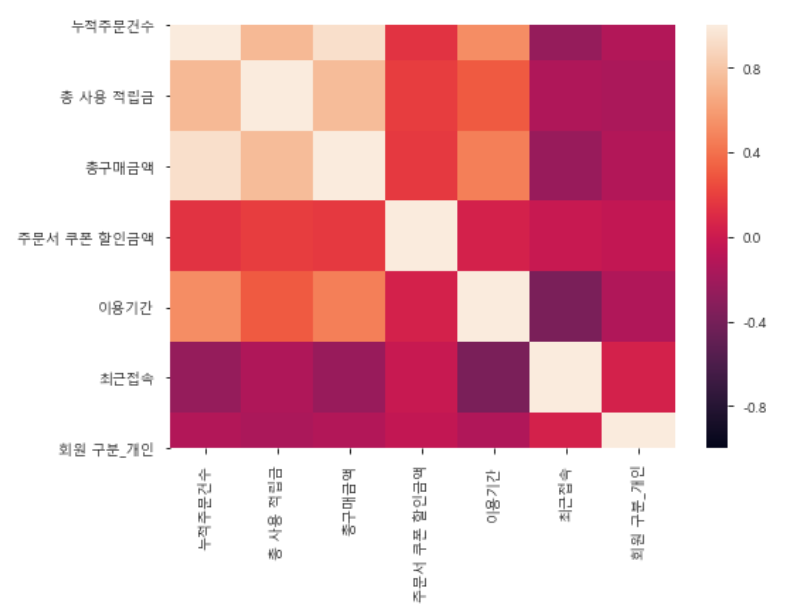 누적주문건수
총 사용 적립금
총구매금액
주문서 쿠폰 할인금액
이용기간
최근접속
회원 구분_개인
0.8
0.4
0.0
-0.4
-0.8
누적주문건수
총 사용 적립금
총구매금액
주문서 쿠폰 할인금액
이용기간
최근접속
회원 구분_개인